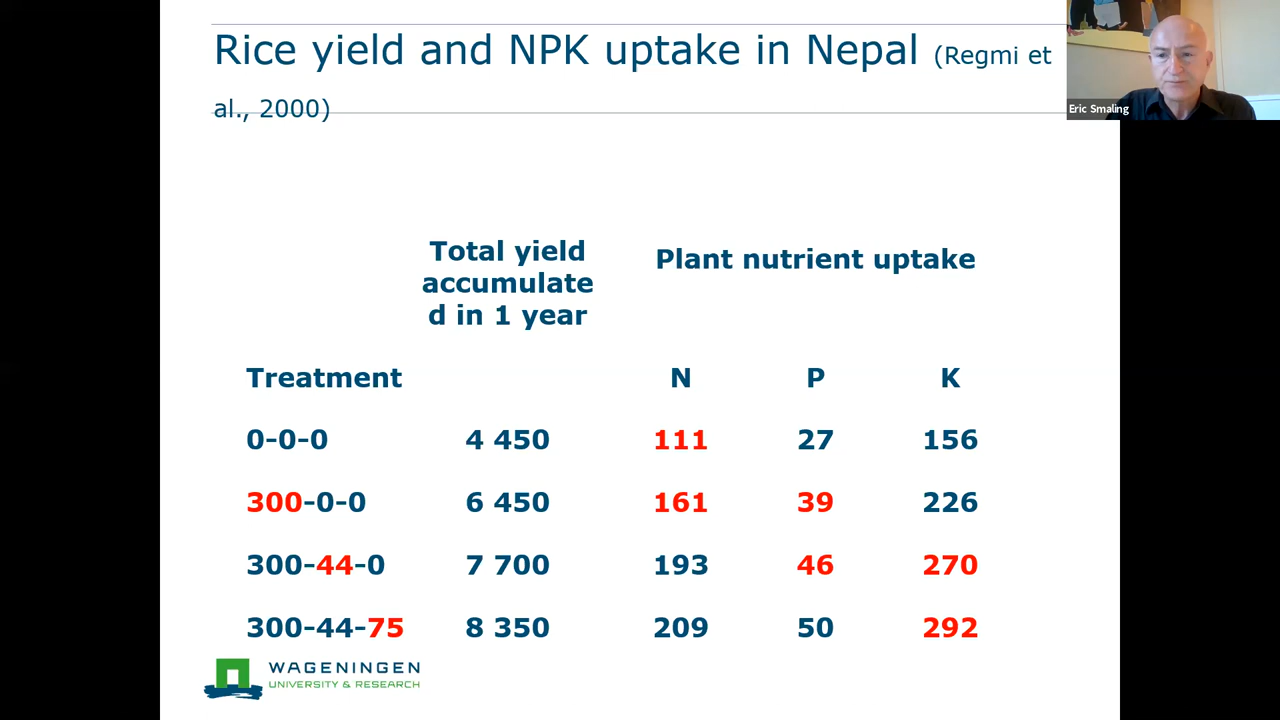 Rice yield and NPK uptake in Nepal (Regmi et
al., 2000)
Eric Smaling
Total yield
accumulate
d in 1 year
Plant nutrient uptake
Treatment N P K
0-0-0 4 450 111 27 156
300-0-0 6 450 161 39 226
300-44-0 7 700 193 46 270
300-44-75 8 350 209 50 292
WAGENINGEN
UNIVERSITY & RESEARCH